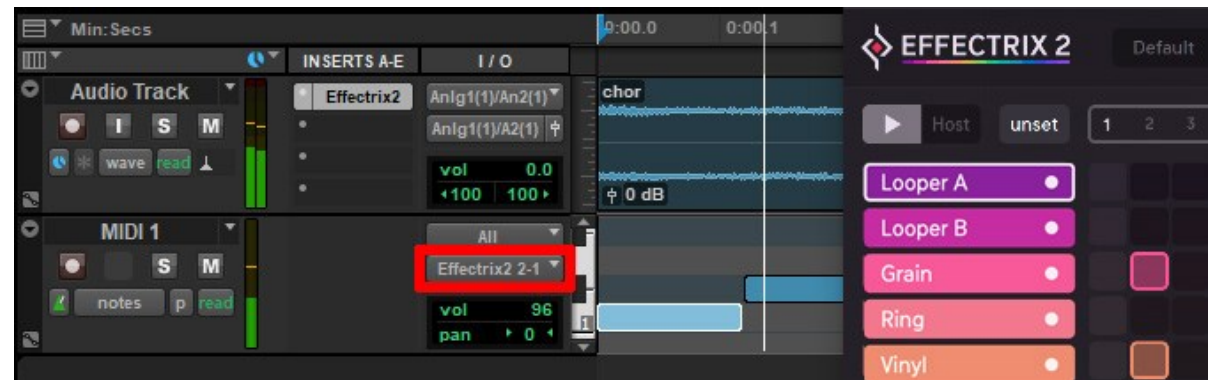 Min:Secs
0:00.0
0:00.1
INSERTS A-E
I / O
Audio Track
I S M
wave read
Effectrix2
Anlg1(1)/An2(1)
Anlg1(1)/A2(1)
vol 0.0
100 100
chor
0 dB
MIDI 1
S M
notes p read
All
Effectrix2 2-1
vol 96
pan 0
1
EFFECTRIX 2
Default
Host
unset
1 2 3
Looper A
Looper B
Grain
Ring
Vinyl